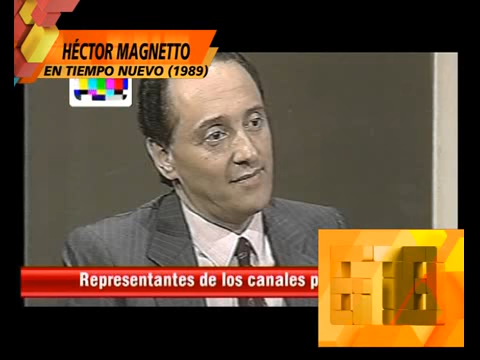 HÉCTOR MAGNETTO
EN TIEMPO NUEVO (1989)
Representantes de los canales p